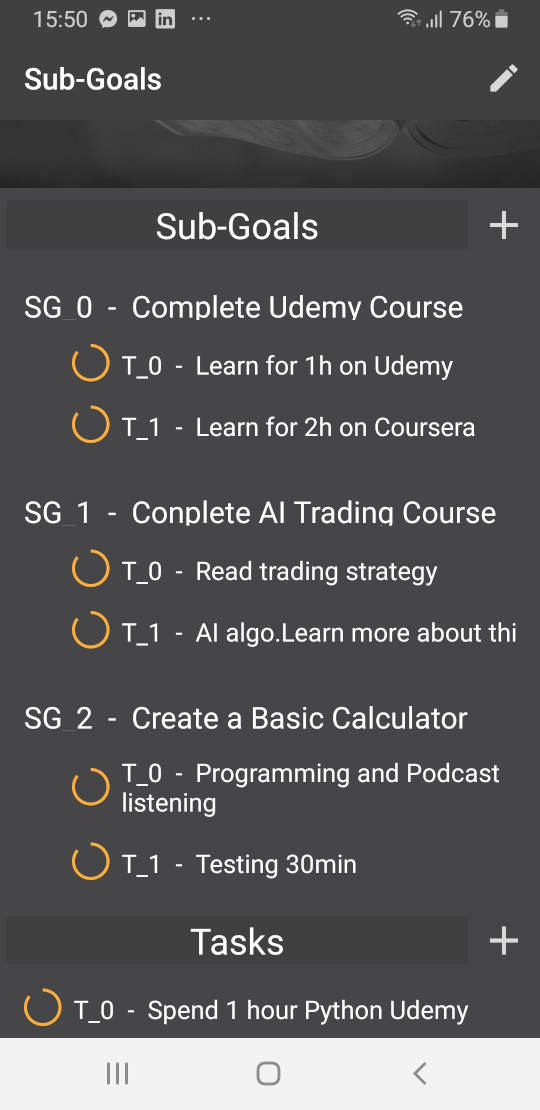 15:50 ... 76%
Sub-Goals
Sub-Goals
SG_0 - Complete Udemy Course
T_0 - Learn for 1h on Udemy
T_1 - Learn for 2h on Coursera
SG_1 - Conplete AI Trading Course
T_0 - Read trading strategy
T_1 - AI algo.Learn more about thi
SG_2 - Create a Basic Calculator
T_0 - Programming and Podcast
listening
T_1 - Testing 30min
Tasks
T_0 - Spend 1 hour Python Udemy